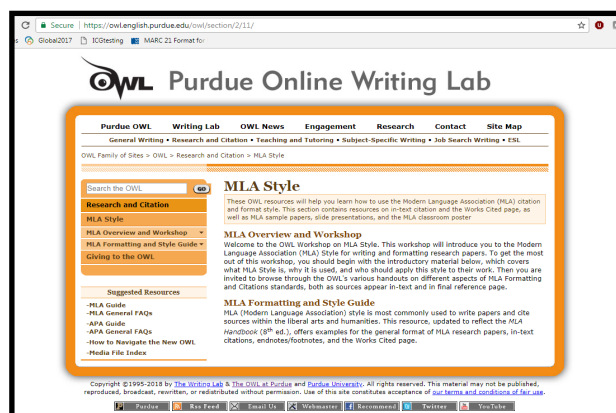 Secure | https://owl.english.purdue.edu/owl/section/2/11/
Global2017 ICGtesting MARC 21 Format for
OWL Purdue Online Writing Lab
Purdue OWL Writing Lab OWL News Engagement Research Contact Site Map
General Writing • Research and Citation • Teaching and Tutoring • Subject-Specific Writing • Job Search Writing • ESL
OWL Family of Sites > OWL > Research and Citation > MLA Style
Search the OWL GO
Research and Citation
MLA Style
MLA Overview and Workshop
MLA Formatting and Style Guide
Giving to the OWL
Suggested Resources
-MLA Guide
-MLA General FAQs
-APA Guide
-APA General FAQs
-How to Navigate the New OWL
-Media File Index
MLA Style
These OWL resources will help you learn how to use the Modern Language Association (MLA) citation
and format style. This section contains resources on in-text citation and the Works Cited page, as
well as MLA sample papers, slide presentations, and the MLA classroom poster
MLA Overview and Workshop
Welcome to the OWL Workshop on MLA Style. This workshop will introduce you to the Modern
Language Association (MLA) Style for writing and formatting research papers. To get the most
out of this workshop, you should begin with the introductory material below, which covers
what MLA Style is, why it is used, and who should apply this style to their work. Then you are
invited to browse through the OWL's various handouts on different aspects of MLA Formatting
and Citations standards, both as sources appear in-text and in final reference page.
MLA Formatting and Style Guide
MLA (Modern Language Association) style is most commonly used to write papers and cite
sources within the liberal arts and humanities. This resource, updated to reflect the MLA
Handbook (8th ed.), offers examples for the general format of MLA research papers, in-text
citations, endnotes/footnotes, and the Works Cited page.
Copyright ©1995-2018 by The Writing Lab & The OWL at Purdue and Purdue University. All rights reserved. This material may not be published,
reproduced, broadcast, rewritten, or redistributed without permission. Use of this site constitutes acceptance of our terms and conditions of fair use.
Purdue Rss Feed Email Us Webmaster Recommend Twitter YouTube